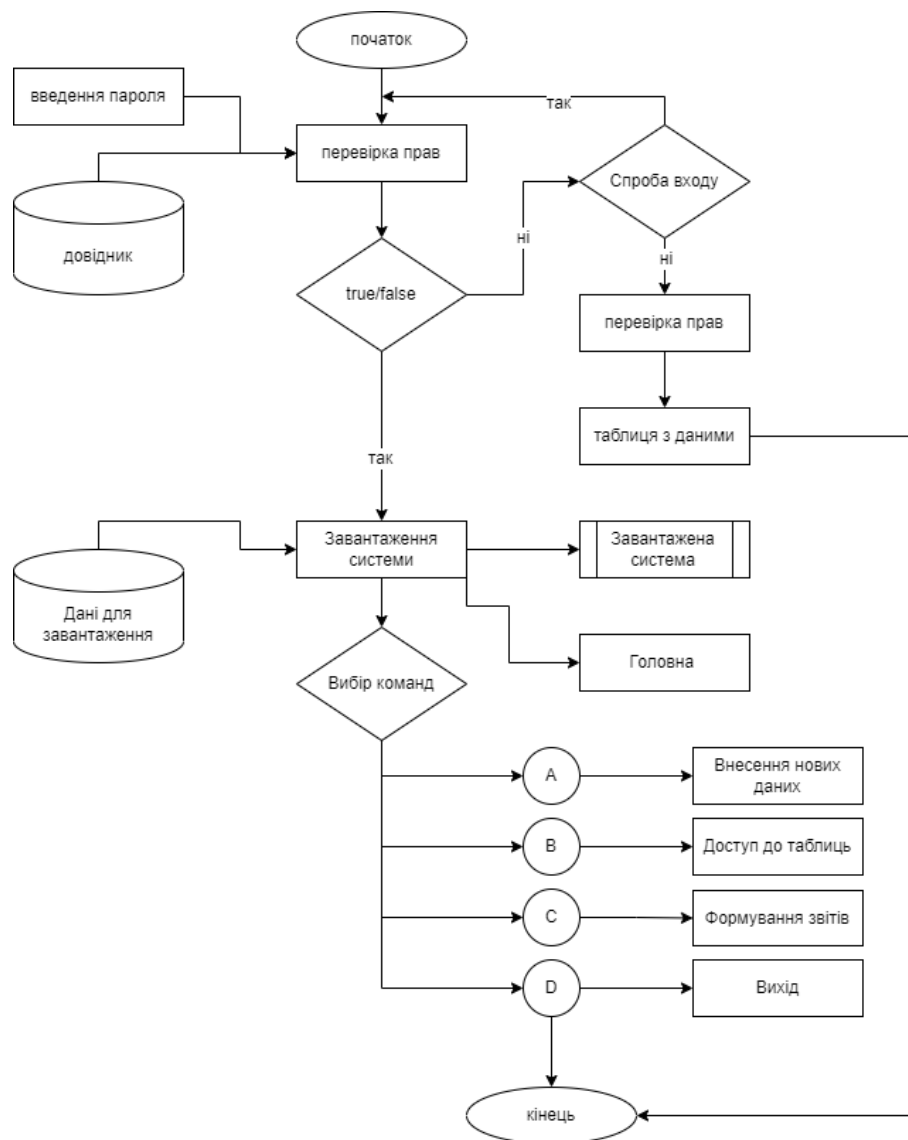 початок
введення пароля
так
перевірка прав
Спроба входу
довідник
ні
ні
true/false
перевірка прав
таблиця з даними
так
Завантаження
системи
Завантажена
система
Дані для
завантаження
Головна
Вибір команд
A
Внесення нових
даних
B
Доступ до таблиць
C
Формування звітів
D
Вихід
кінець